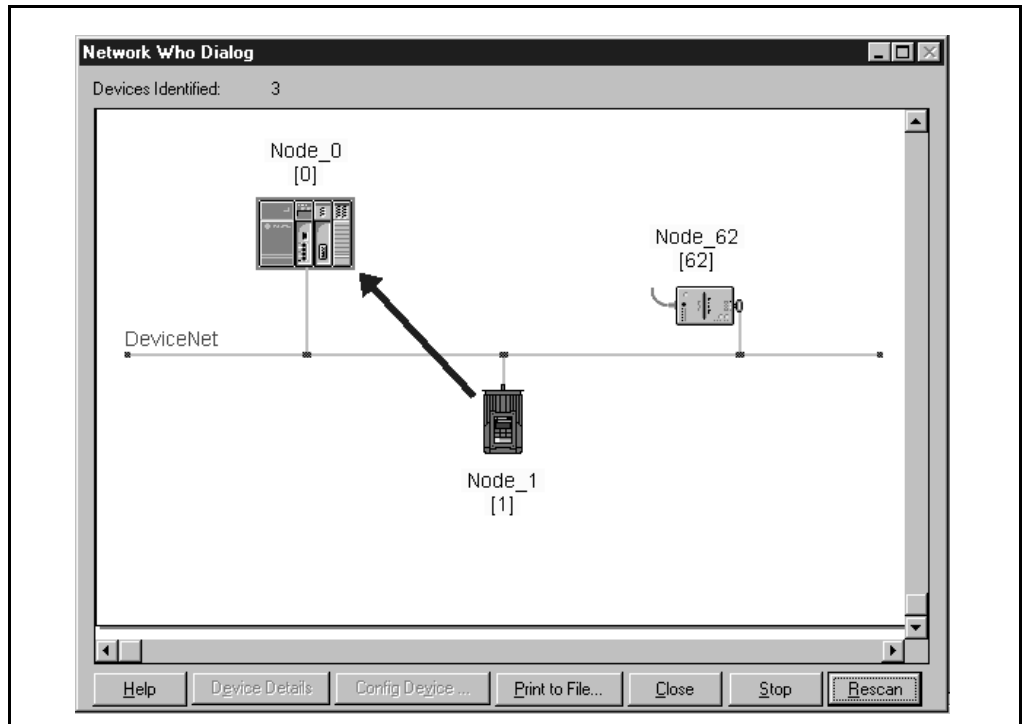 Network Who Dialog
Devices Identified: 3
Node_0
[0]
Node_62
[62]
DeviceNet
Node_1
[1]
Help
Device Details
Config Device ...
Print to File...
Close
Stop
Rescan